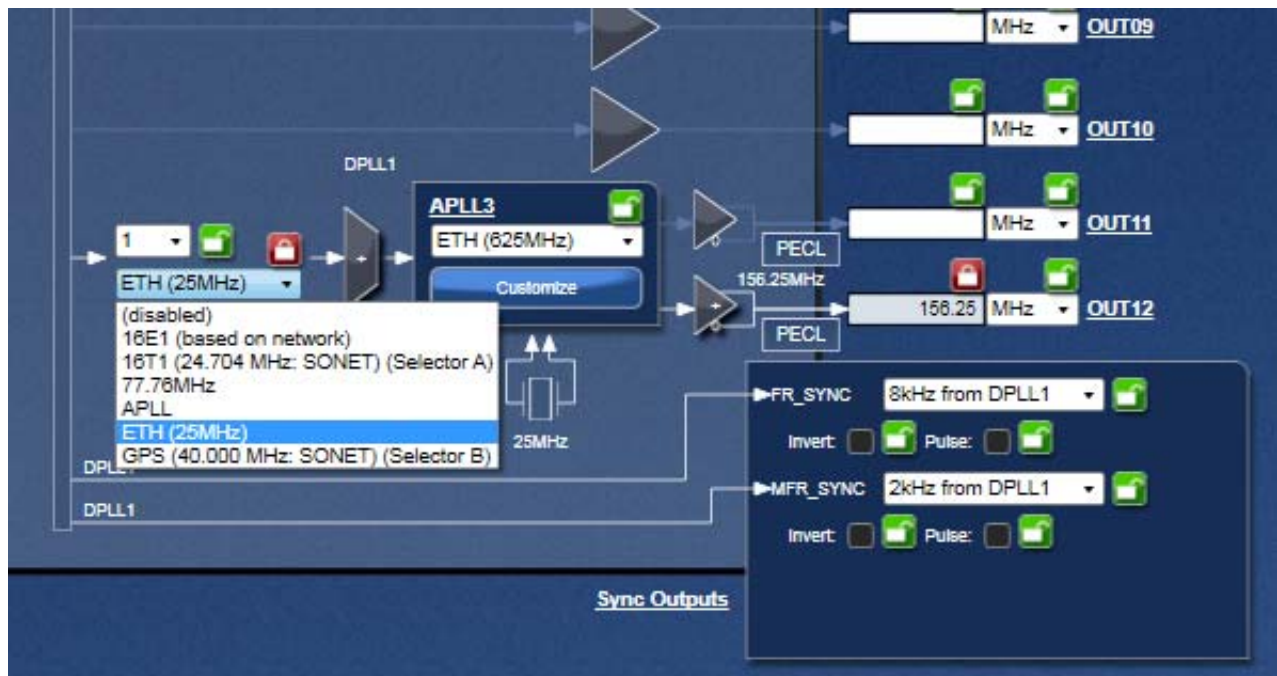 MHz OUT09
MHz OUT10
DPLL1
APLL3
1
ETH (625MHz)
MHz OUT11
PECL
ETH (25MHz)
Customize
156.25MHz
156.25 MHz OUT12
PECL
(disabled)
16E1 (based on network)
16T1 (24.704 MHz: SONET) (Selector A)
77.76MHz
APLL
ETH (25MHz)
GPS (40.000 MHz: SONET) (Selector B)
25MHz
FR_SYNC 8kHz from DPLL1
Invert: Pulse:
DPLL1
MFR_SYNC 2kHz from DPLL1
DPLL1
Invert: Pulse:
Sync Outputs